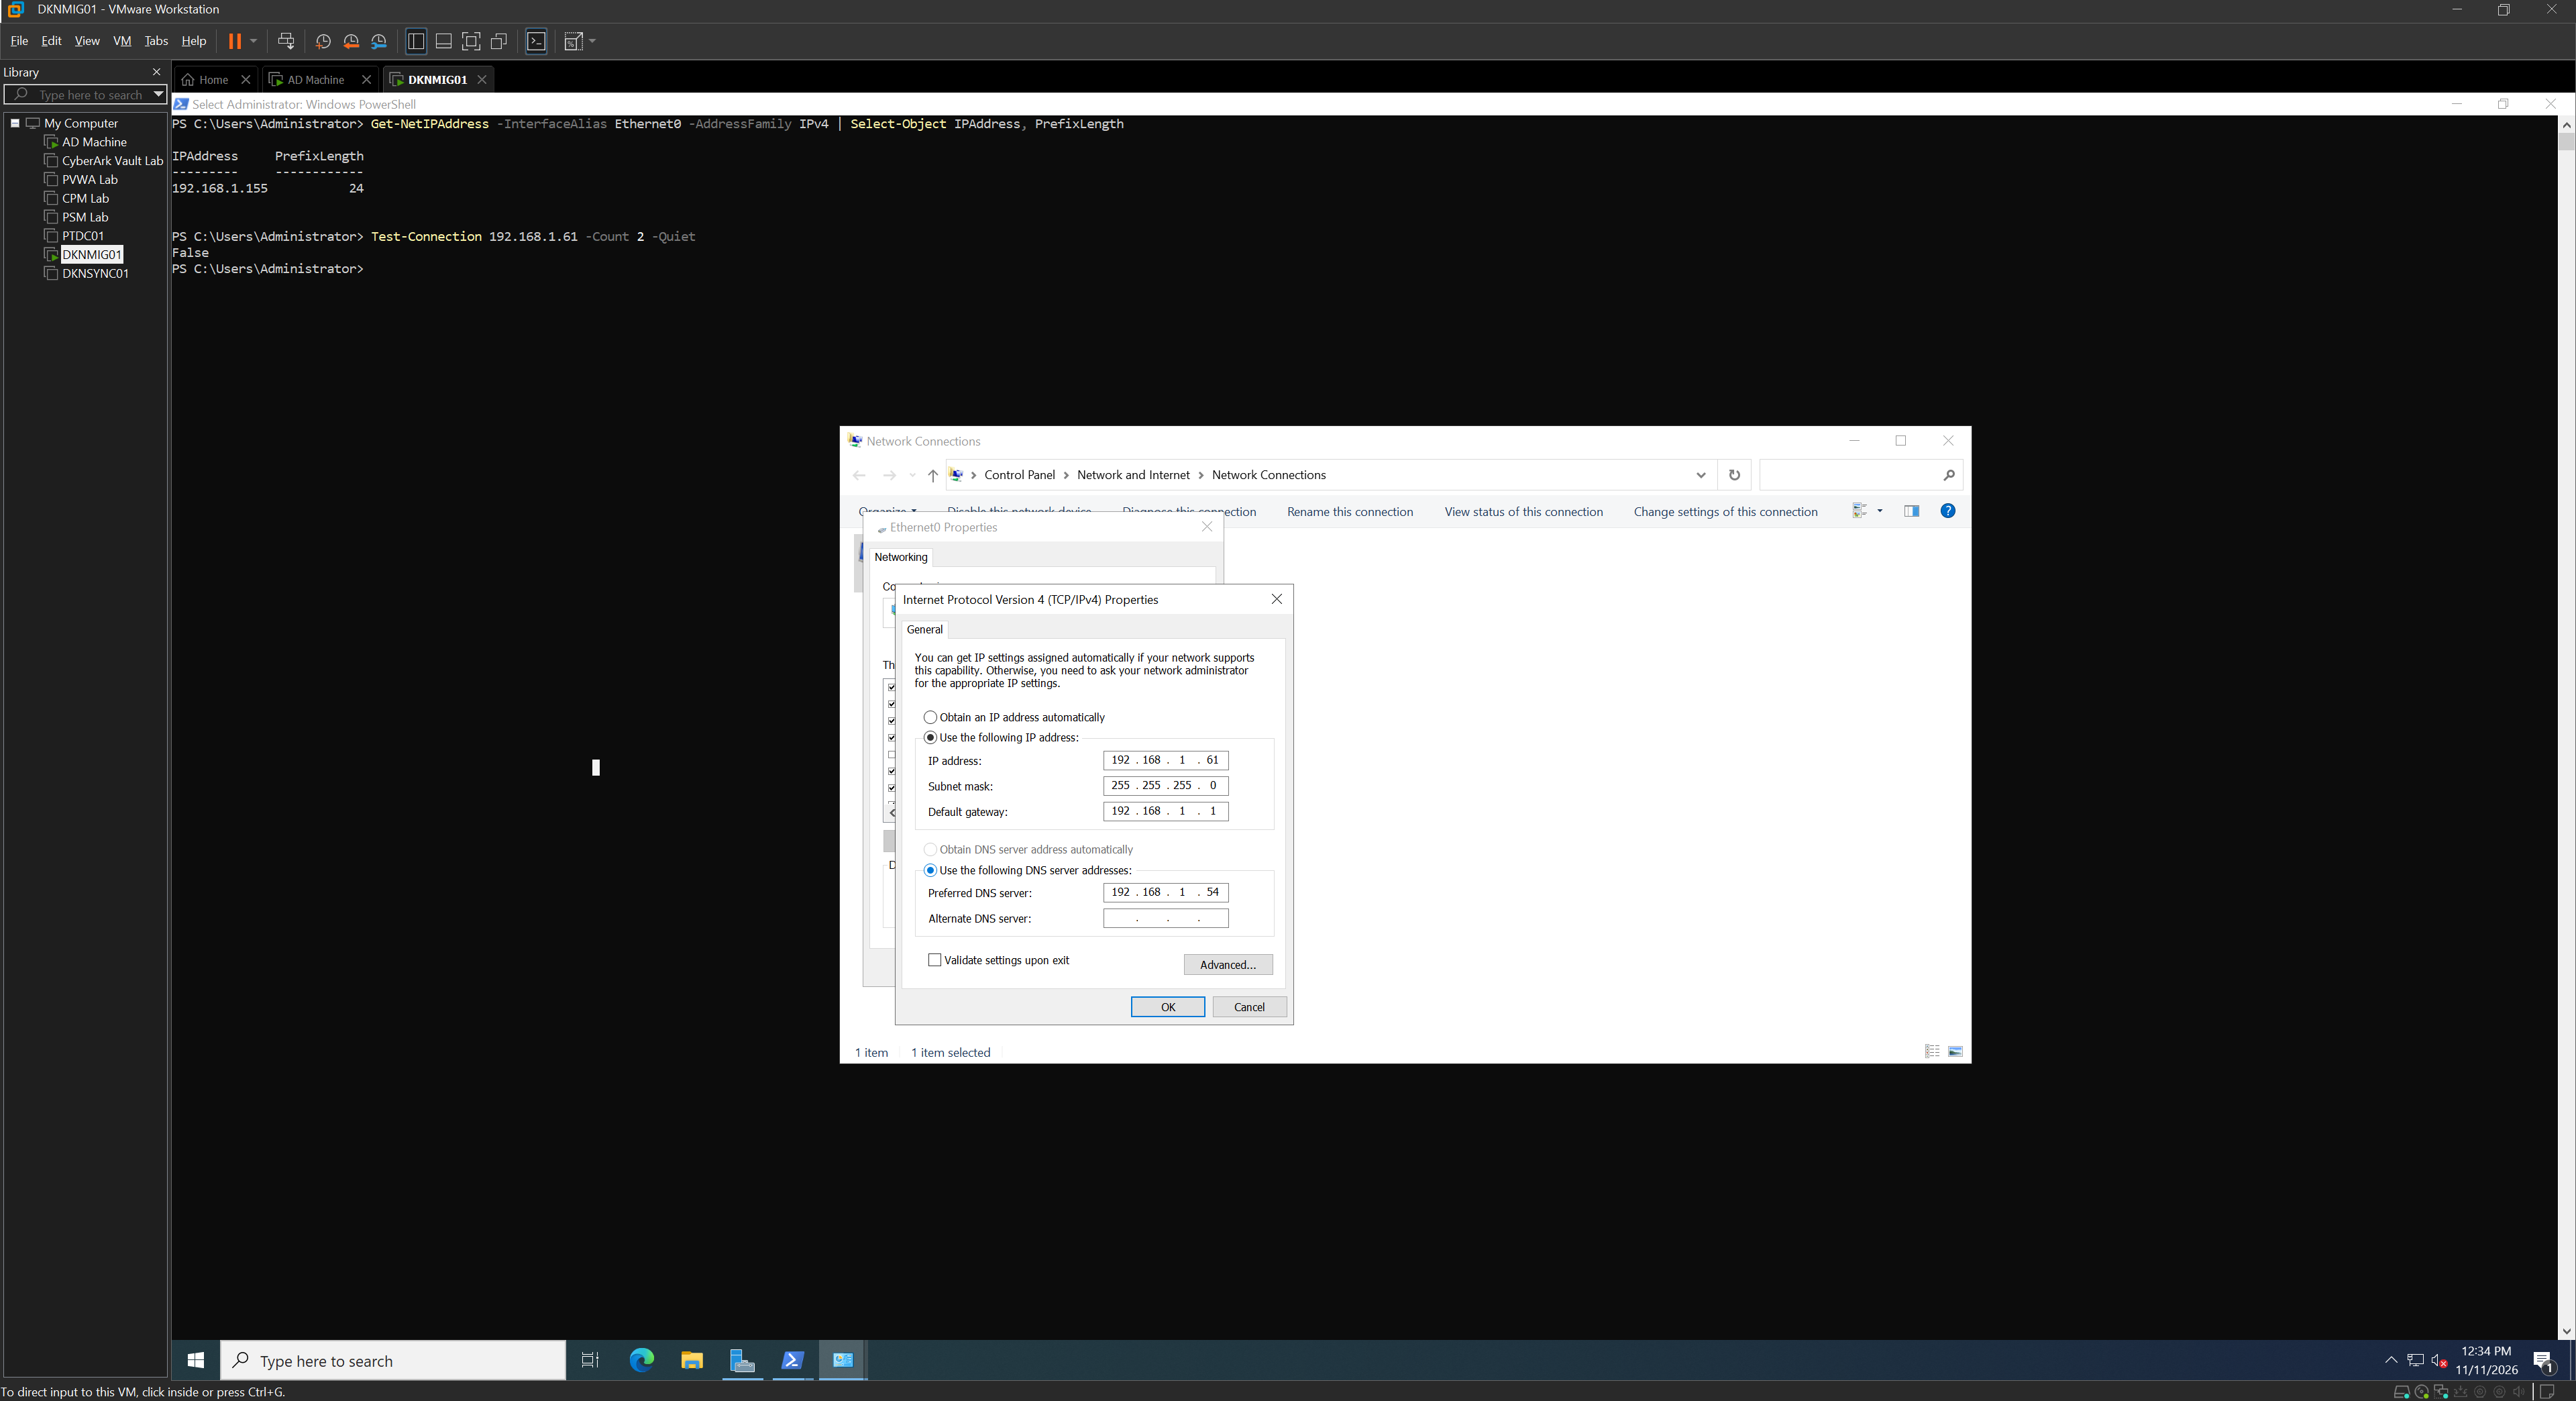 DKNMIG01 - VMware Workstation
File Edit View VM Tabs Help
Library
Type here to search
My Computer
AD Machine
CyberArk Vault Lab
PVWA Lab
CPM Lab
PSM Lab
PTDC01
DKNMIG01
DKNSYNC01
Home AD Machine DKNMIG01
Select Administrator: Windows PowerShell
PS C:\Users\Administrator> Get-NetIPAddress -InterfaceAlias Ethernet0 -AddressFamily IPv4 | Select-Object IPAddress, PrefixLength
IPAddress PrefixLength
--------- ------------
192.168.1.155 24
PS C:\Users\Administrator> Test-Connection 192.168.1.61 -Count 2 -Quiet
False
PS C:\Users\Administrator>
Network Connections
Control Panel > Network and Internet > Network Connections
Organize Disable this network device Diagnose this connection Rename this connection View status of this connection Change settings of this connection
Ethernet0 Properties
Networking
Internet Protocol Version 4 (TCP/IPv4) Properties
General
You can get IP settings assigned automatically if your network supports
this capability. Otherwise, you need to ask your network administrator
for the appropriate IP settings.
Obtain an IP address automatically
Use the following IP address:
IP address: 192 . 168 . 1 . 61
Subnet mask: 255 . 255 . 255 . 0
Default gateway: 192 . 168 . 1 . 1
Obtain DNS server address automatically
Use the following DNS server addresses:
Preferred DNS server: 192 . 168 . 1 . 54
Alternate DNS server: . . .
Validate settings upon exit
Advanced...
OK Cancel
1 item 1 item selected
Type here to search
12:34 PM
11/11/2026
1
To direct input to this VM, click inside or press Ctrl+G.